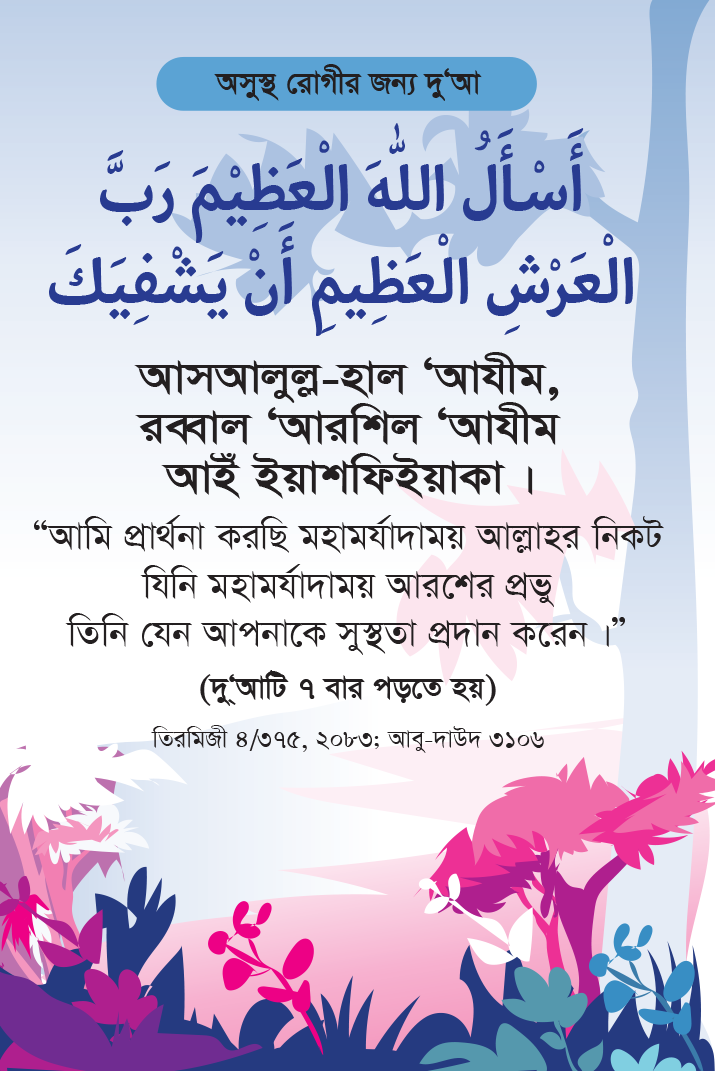 অসুস্থ রোগীর জন্য দু‘আ
أَسْأَلُ اللّٰهَ الْعَظِيْمَ رَبَّ
الْعَرْشِ الْعَظِيمِ أَنْ يَشْفِيَكَ
আসআলুল্ল-হাল ‘আযীম,
রব্বাল ‘আরশিল ‘আযীম
আইঁ ইয়াশফিইয়াকা ।
“আমি প্রার্থনা করছি মহামর্যাদাময় আল্লাহর নিকট
যিনি মহামর্যাদাময় আরশের প্রভু
তিনি যেন আপনাকে সুস্থতা প্রদান করেন ।”
(দু‘আটি ৭ বার পড়তে হয়)
তিরমিজী ৪/৩৭৫, ২০৮৩; আবু-দাউদ ৩১০৬